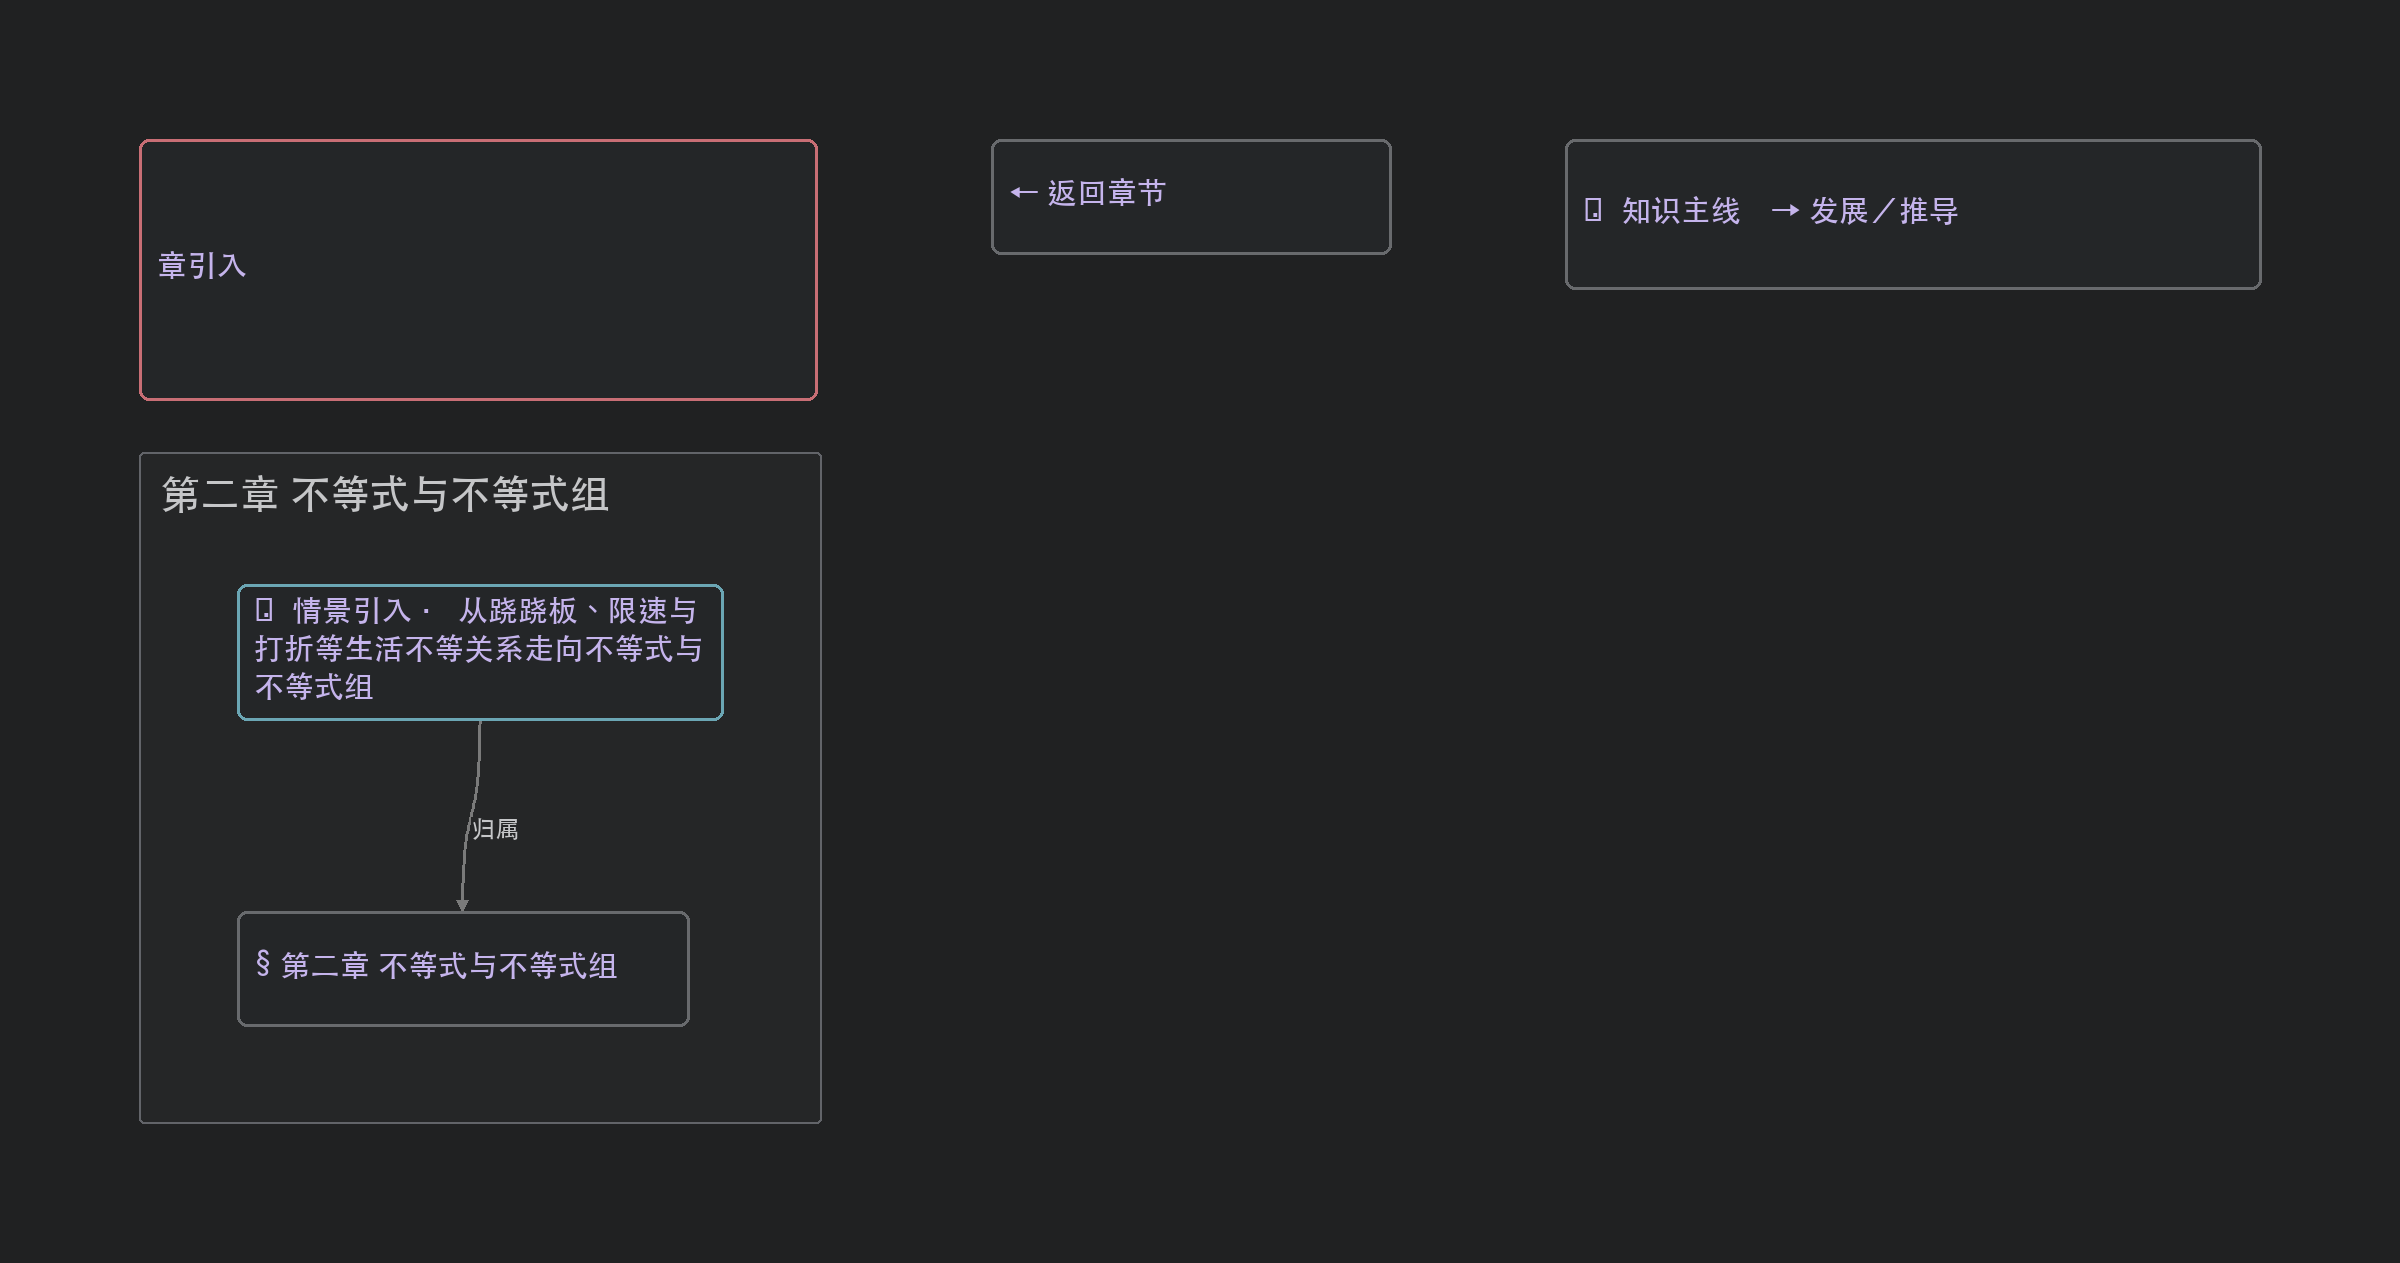 章引入
← 返回章节
知识主线 → 发展／推导
第二章 不等式与不等式组
情景引入· 从跷跷板、限速与
打折等生活不等关系走向不等式与
不等式组
归属
§ 第二章 不等式与不等式组